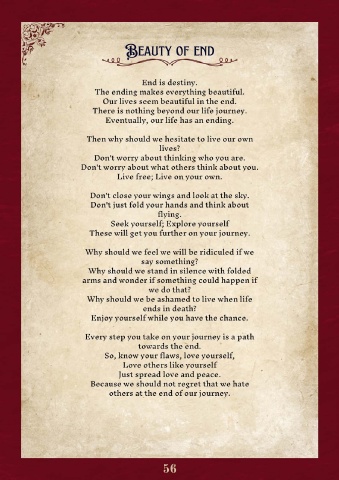 Beauty of end
End is destiny.
The ending makes everything beautiful.
Our lives seem beautiful in the end.
There is nothing beyond our life journey.
Eventually, our life has an ending.
Then why should we hesitate to live our own
lives?
Don't worry about thinking who you are.
Don't worry about what others think about you.
Live free; Live on your own.
Don't close your wings and look at the sky.
Don't just fold your hands and think about
flying.
Seek yourself; Explore yourself
These will get you further on your journey.
Why should we feel we will be ridiculed if we
say something?
Why should we stand in silence with folded
arms and wonder if something could happen if
we do that?
Why should we be ashamed to live when life
ends in death?
Enjoy yourself while you have the chance.
Every step you take on your journey is a path
towards the end.
So, know your flaws, love yourself,
Love others like yourself
Just spread love and peace.
Because we should not regret that we hate
others at the end of our journey.
56